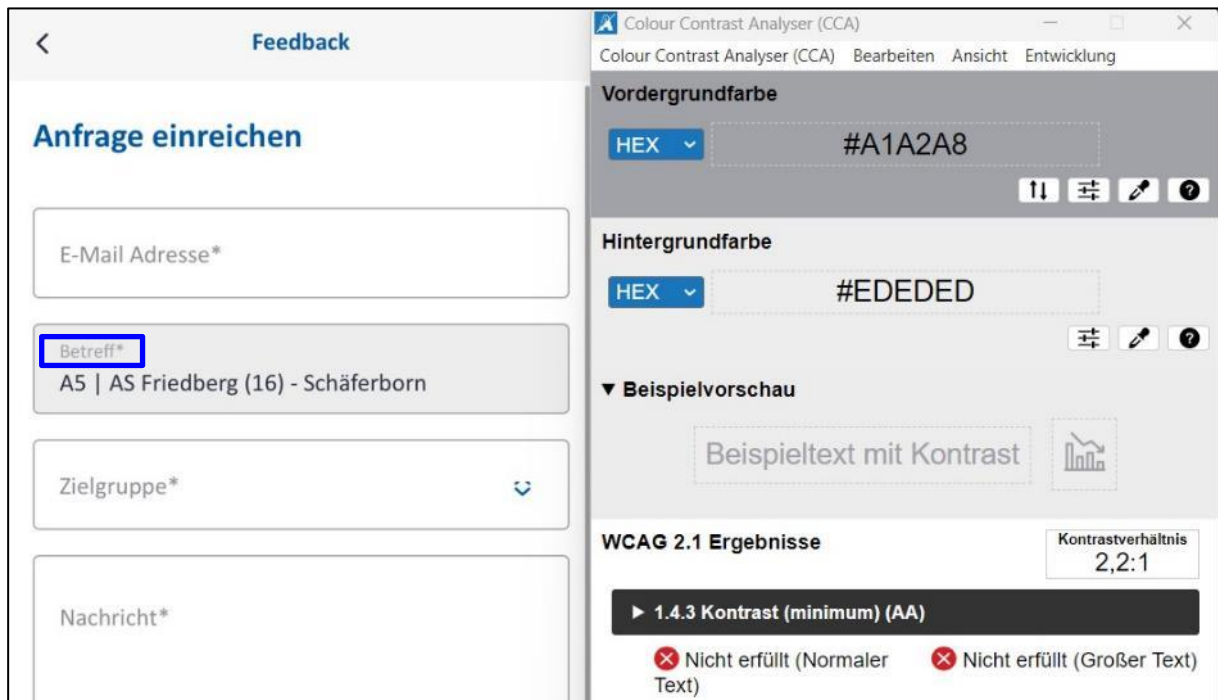 Feedback
Anfrage einreichen
E-Mail Adresse*
Betreff*
A5 | AS Friedberg (16) - Schäferborn
Zielgruppe*
Nachricht*
Colour Contrast Analyser (CCA)
Colour Contrast Analyser (CCA) Bearbeiten Ansicht Entwicklung
Vordergrundfarbe
HEX #A1A2A8
Hintergrundfarbe
HEX #EDEDED
▼ Beispielvorschau
Beispieltext mit Kontrast
WCAG 2.1 Ergebnisse
Kontrastverhältnis
2,2:1
▶ 1.4.3 Kontrast (minimum) (AA)
Nicht erfüllt (Normaler
Text)
Nicht erfüllt (Großer Text)